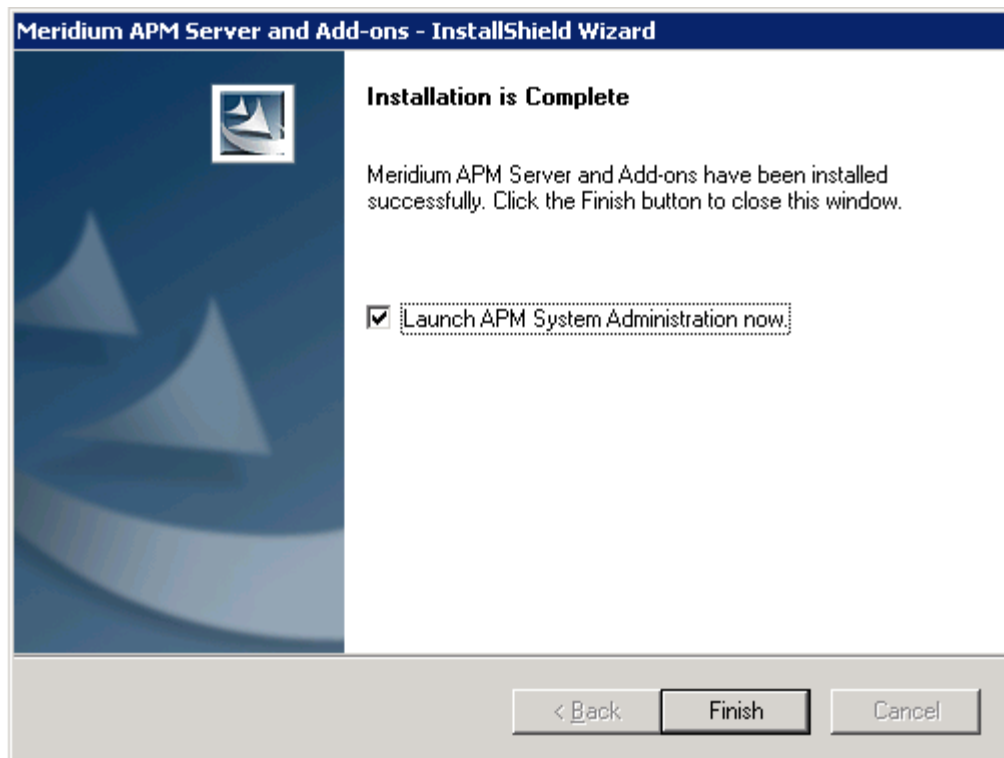 Meridium APM Server and Add-ons - InstallShield Wizard
Installation is Complete
Meridium APM Server and Add-ons have been installed
successfully. Click the Finish button to close this window.
Launch APM System Administration now.
< Back
Finish
Cancel